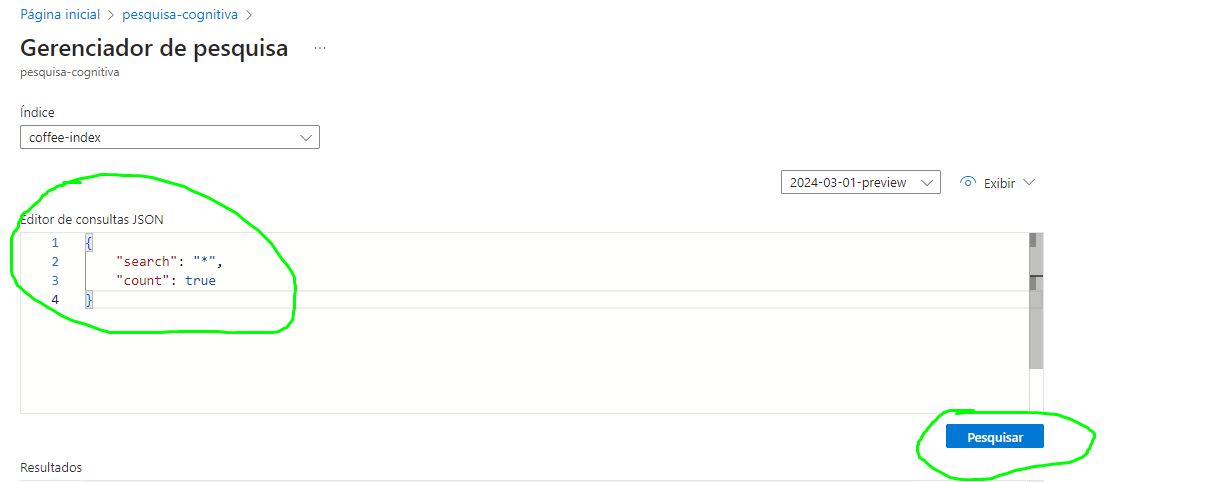 Página inicial > pesquisa-cognitiva >
Gerenciador de pesquisa ...
pesquisa-cognitiva
Índice
coffee-index
2024-03-01-preview
Exibir
Editor de consultas JSON
1 {
2 "search": "*",
3 "count": true
4 }
Pesquisar
Resultados